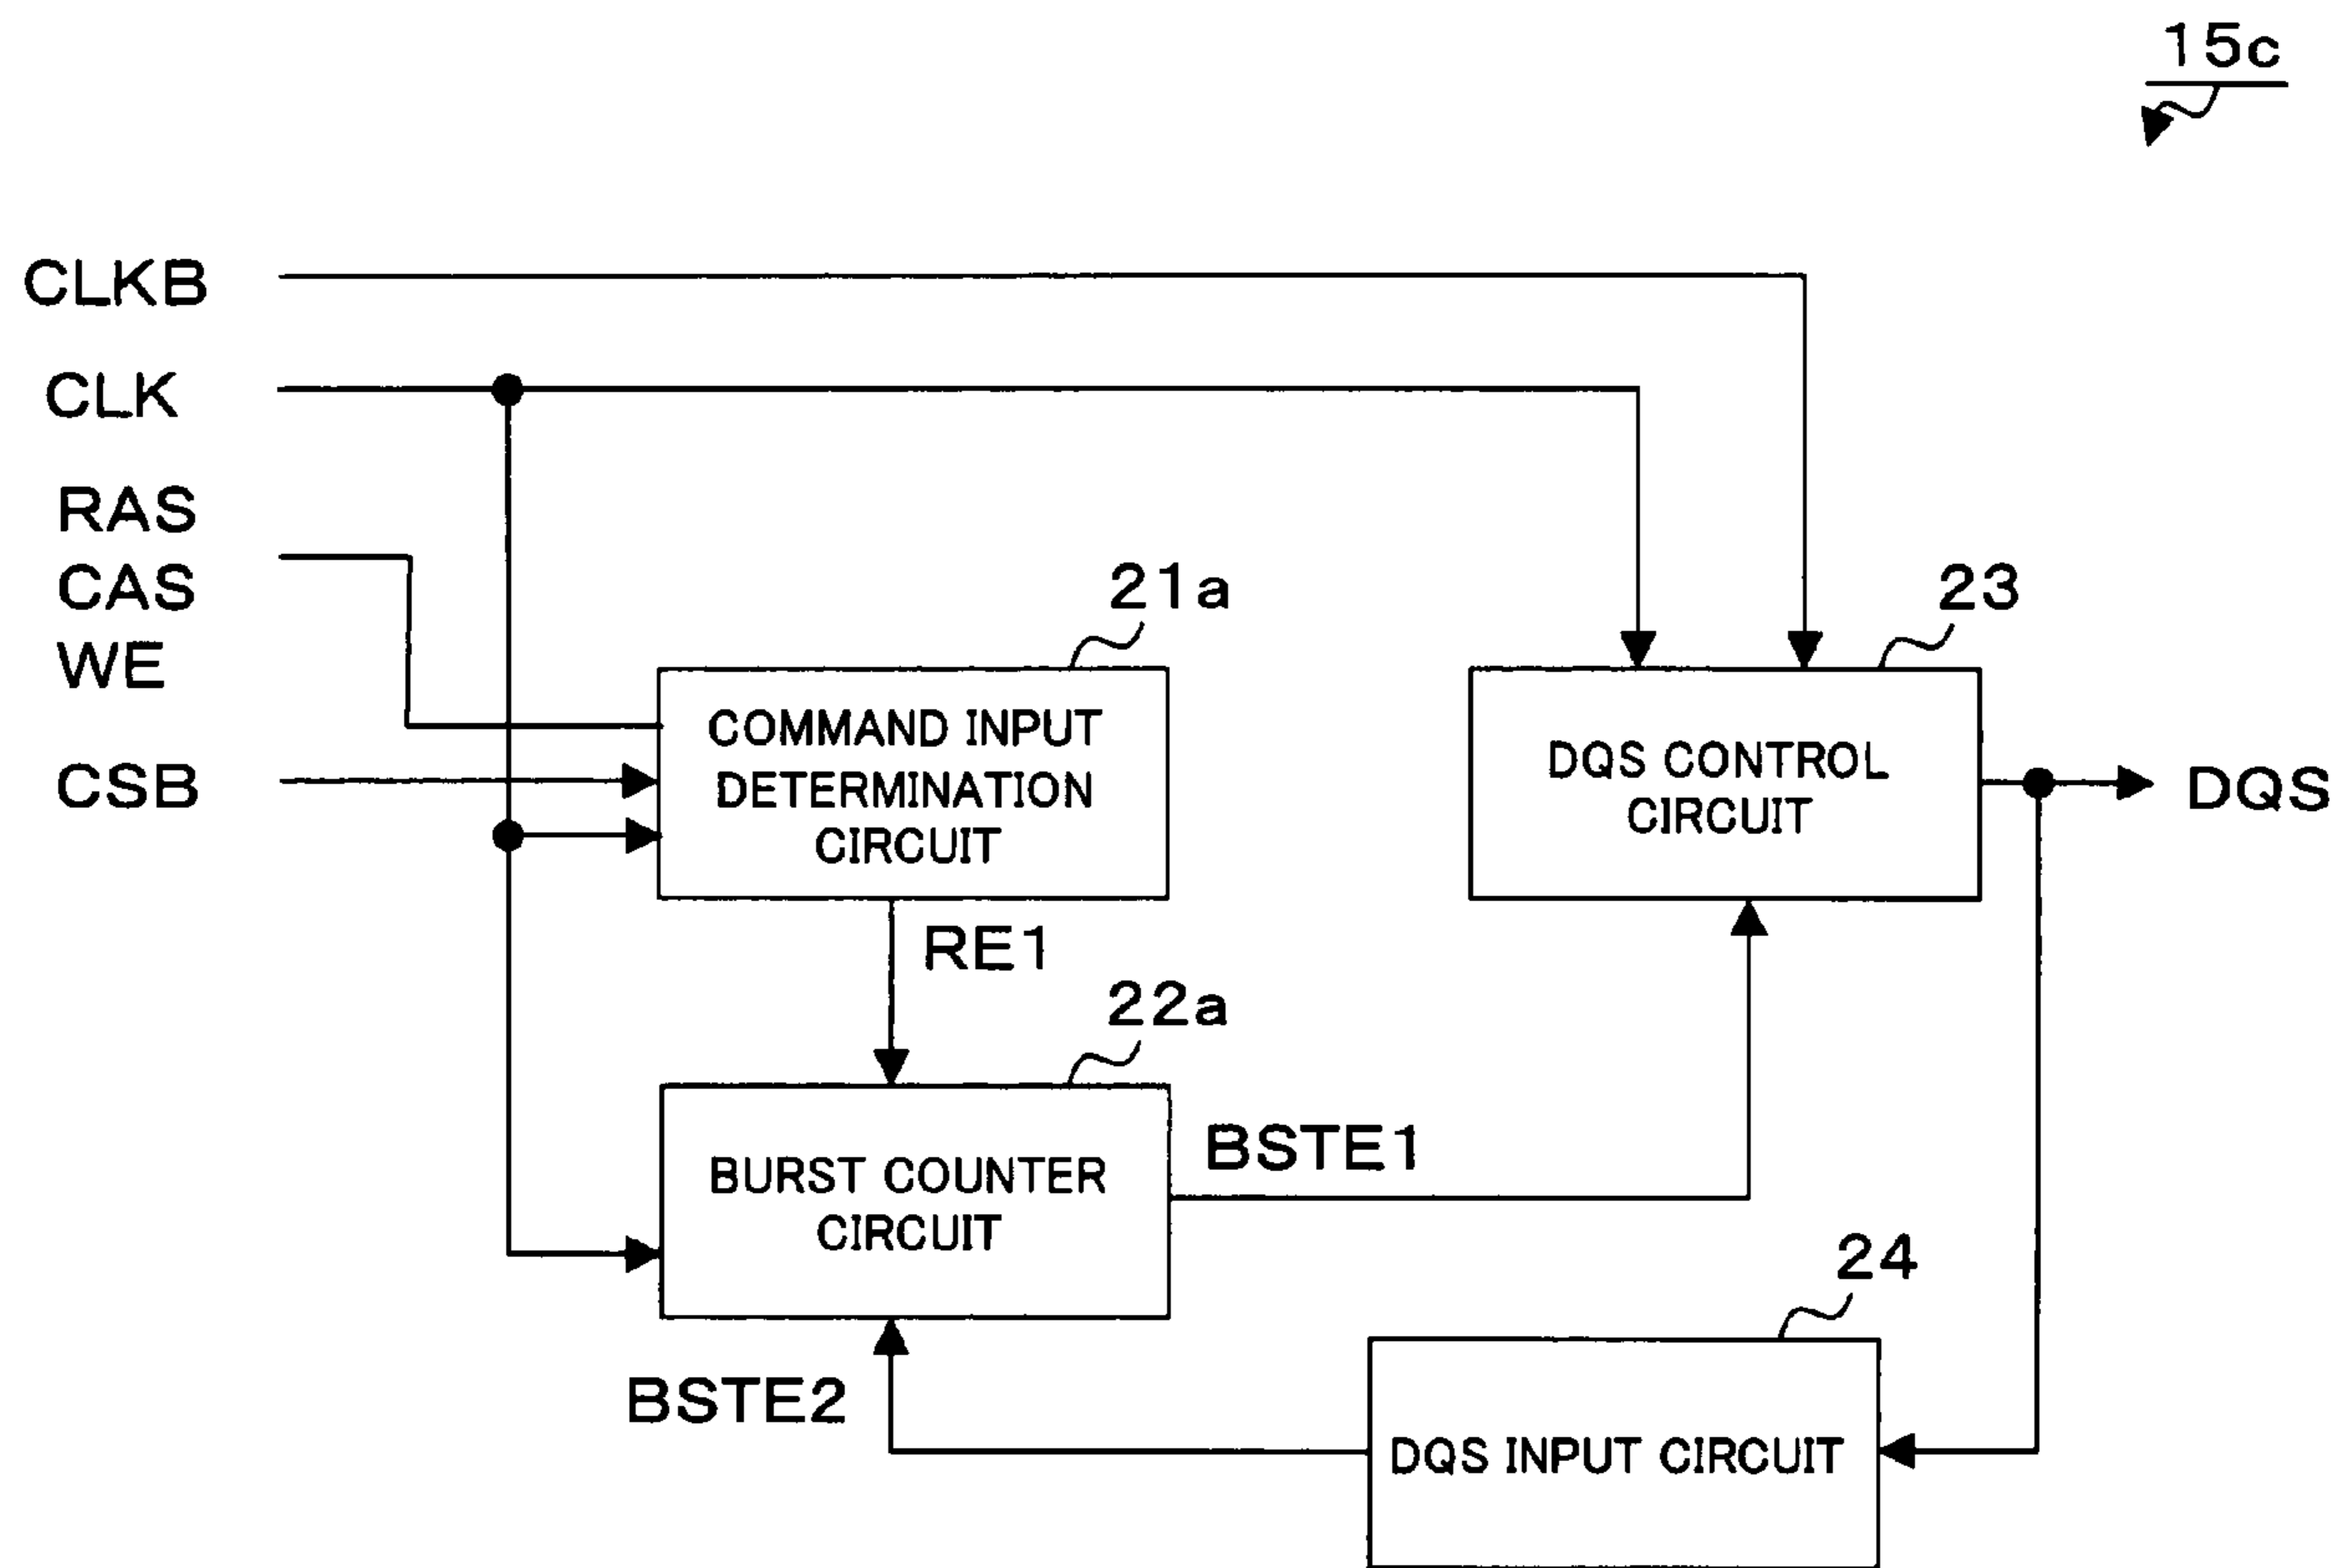 15c
CLKB
CLK
RAS
CAS
WE
CSB
21a
COMMAND INPUT
DETERMINATION
CIRCUIT
23
DQS CONTROL
CIRCUIT
DQS
RE1
22a
BURST COUNTER
CIRCUIT
BSTE1
24
BSTE2
DQS INPUT CIRCUIT